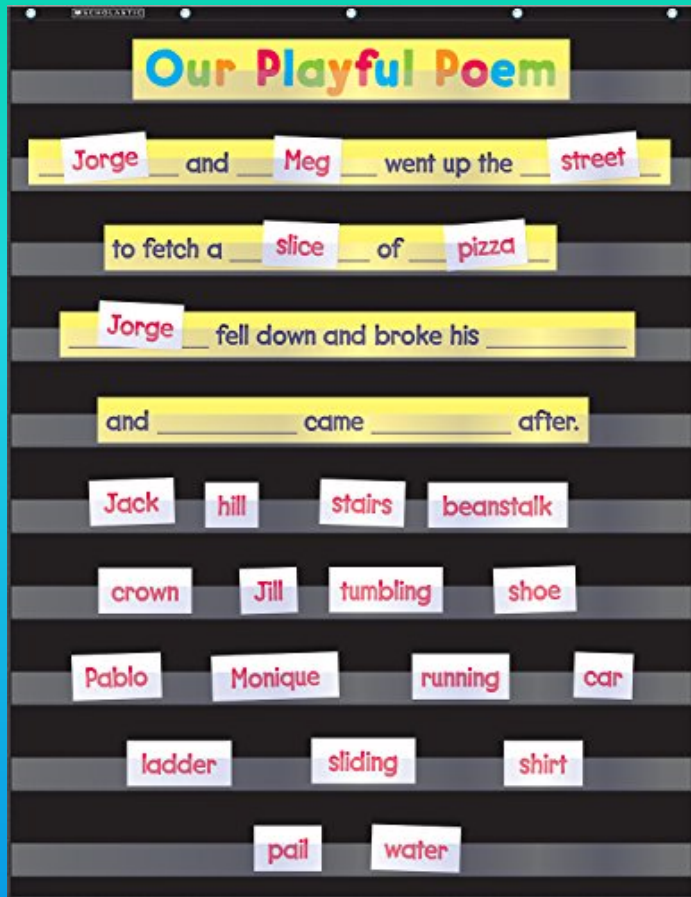 SCHOLASTIC
Our Playful Poem
Jorge and Meg went up the street
to fetch a slice of pizza
Jorge fell down and broke his
and came after.
Jack hill stairs beanstalk
crown Jill tumbling shoe
Pablo Monique running car
ladder sliding shirt
pail water